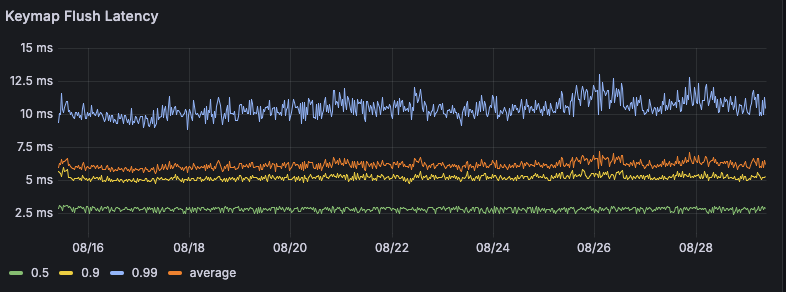 Keymap Flush Latency
15 ms
12.5 ms
10 ms
7.5 ms
5 ms
2.5 ms
08/16 08/18 08/20 08/22 08/24 08/26 08/28
0.5 0.9 0.99 average